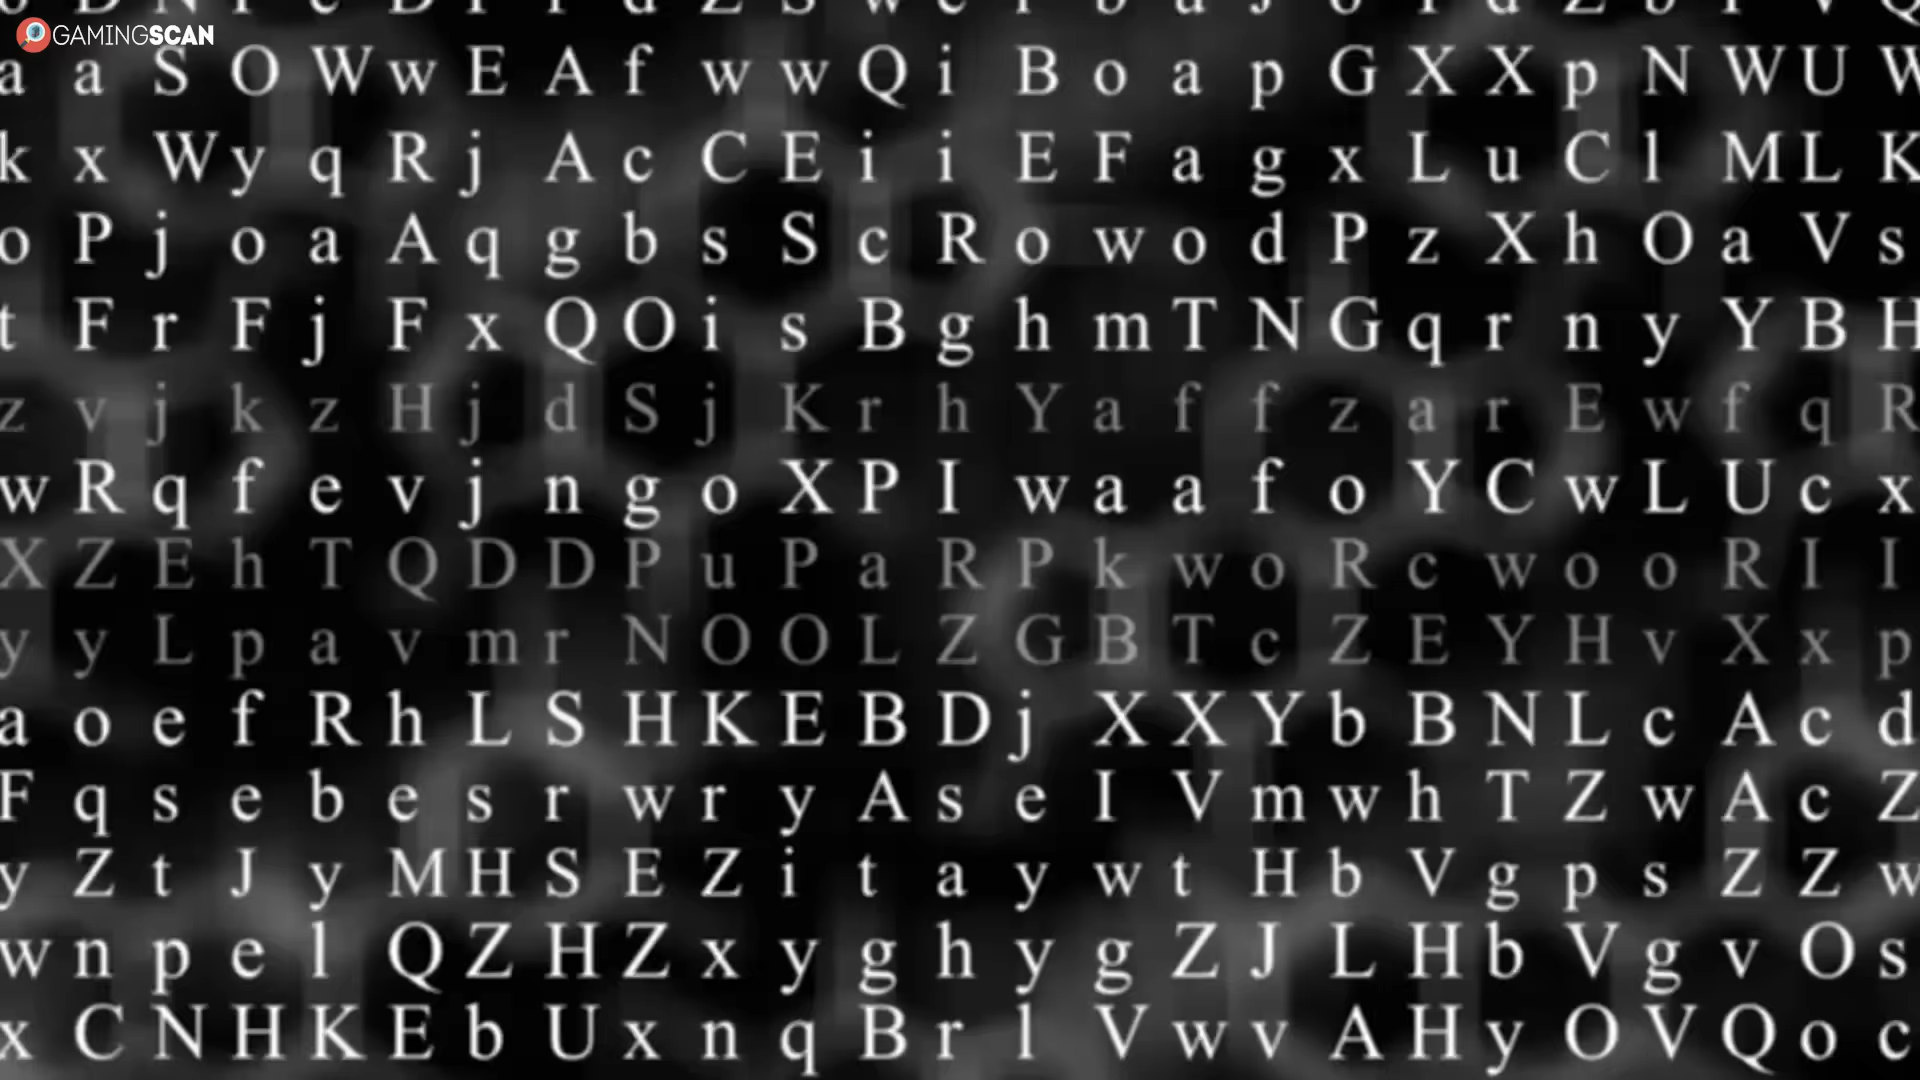 GAMINGSCAN
a a S O W w E A f w w Q i B o a p G X X p N W U W
k x W y q R j A c C E i i E F a g x L u C l M L K
o P j o a A q g b s S c R o w o d P z X h O a V s
t F r F j F x Q O i s B g h m T N G q r n y Y B H
z v j k z H j d S j K r h Y a f f z a r E w f q R
w R q f e v j n g o X P I w a a f o Y C w L U c x
X Z E h T Q D D P u P a R P k w o R c w o o R I I
y y L p a v m r N O O L Z G B T c Z E Y H v X x p
a o e f R h L S H K E B D j X X Y b B N L c A c d
F q s e b e s r w r y A s e I V m w h T Z w A c Z
y Z t J y M H S E Z i t a y w t H b V g p s Z Z w
w n p e l Q Z H Z x y g h y g Z J L H b V g v O s
x C N H K E b U x n q B r l V w v A H y O V Q o c